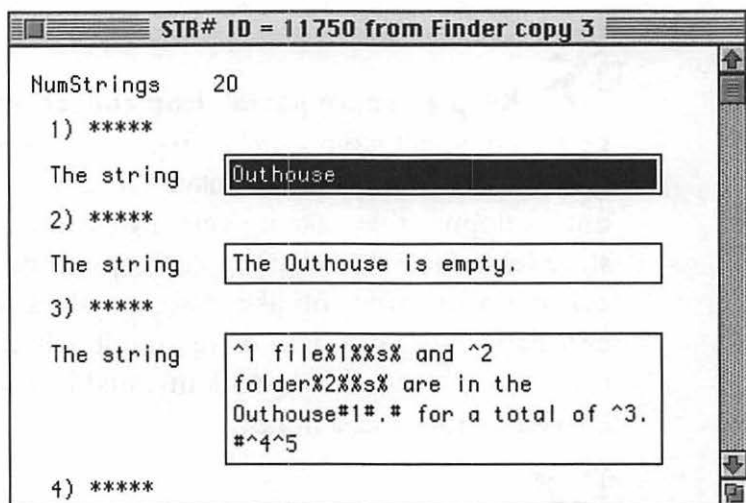 STR# ID = 11750 from Finder copy 3
NumStrings 20
1) *****
The string Outhouse
2) *****
The string The Outhouse is empty.
3) *****
The string ^1 file%1%%s% and ^2
folder%2%%s% are in the
Outhouse#1#.# for a total of ^3.
#^4^5
4) *****